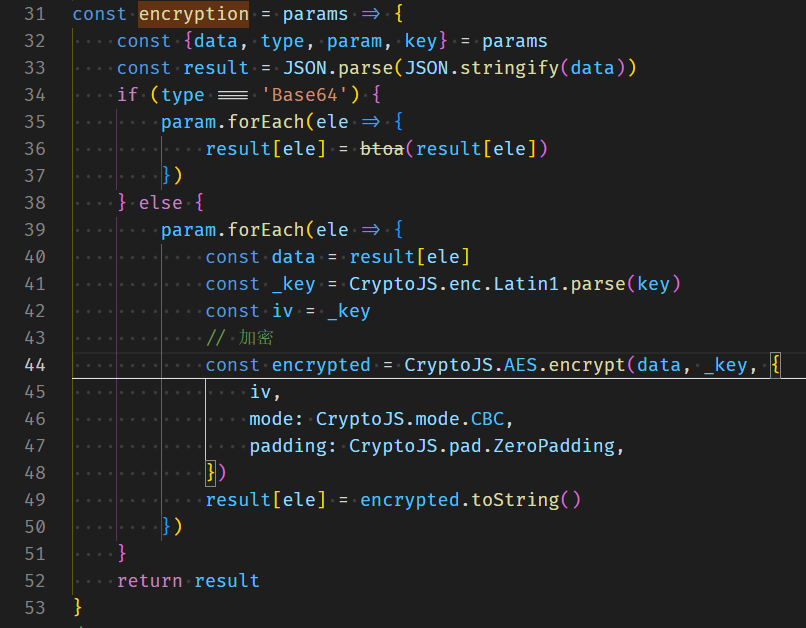 31 const encryption = params => {
32 const {data, type, param, key} = params
33 const result = JSON.parse(JSON.stringify(data))
34 if (type === 'Base64') {
35 param.forEach(ele => {
36 result[ele] = btoa(result[ele])
37 })
38 } else {
39 param.forEach(ele => {
40 const data = result[ele]
41 const _key = CryptoJS.enc.Latin1.parse(key)
42 const iv = _key
43 // 加密
44 const encrypted = CryptoJS.AES.encrypt(data, _key, {
45 iv,
46 mode: CryptoJS.mode.CBC,
47 padding: CryptoJS.pad.ZeroPadding,
48 })
49 result[ele] = encrypted.toString()
50 })
51 }
52 return result
53 }